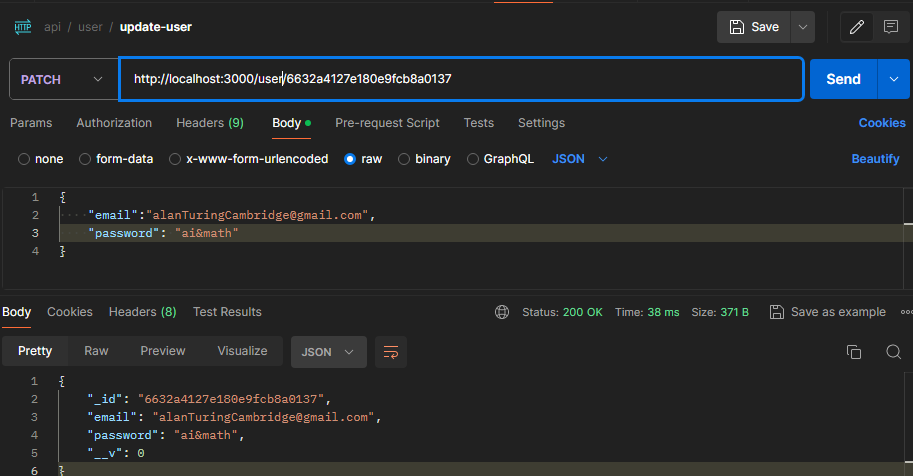 HTTP api / user / update-user Save
PATCH http://localhost:3000/user/6632a4127e180e9fcb8a0137 Send
Params Authorization Headers (9) Body Pre-request Script Tests Settings Cookies
none form-data x-www-form-urlencoded raw binary GraphQL JSON Beautify
1 {
2 "email":"alanTuringCambridge@gmail.com",
3 "password": "ai&math"
4 }
Body Cookies Headers (8) Test Results Status: 200 OK Time: 38 ms Size: 371 B Save as example
Pretty Raw Preview Visualize JSON
1 {
2 "_id": "6632a4127e180e9fcb8a0137",
3 "email": "alanTuringCambridge@gmail.com",
4 "password": "ai&math",
5 "__v": 0
6 }